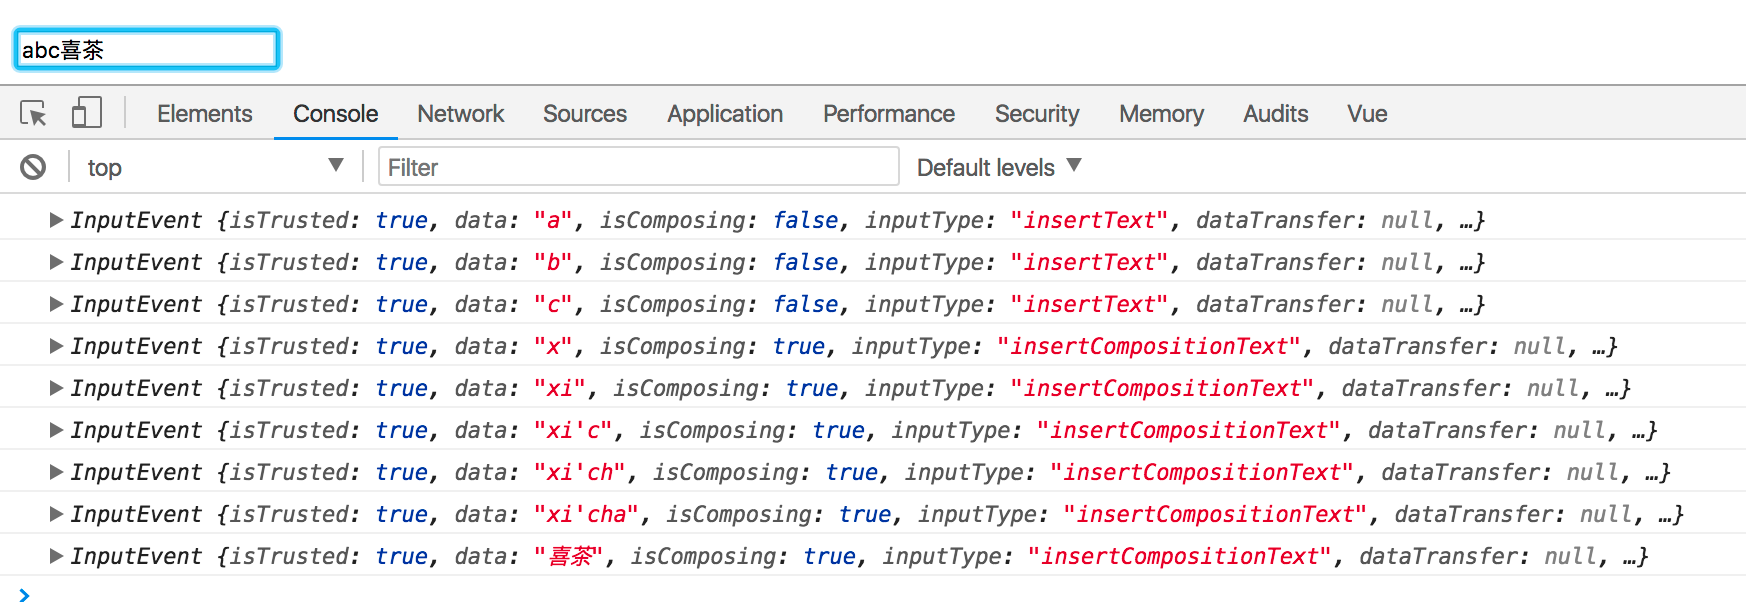 abc喜茶
Elements Console Network Sources Application Performance Security Memory Audits Vue
top Filter Default levels
InputEvent {isTrusted: true, data: "a", isComposing: false, inputType: "insertText", dataTransfer: null, …}
InputEvent {isTrusted: true, data: "b", isComposing: false, inputType: "insertText", dataTransfer: null, …}
InputEvent {isTrusted: true, data: "c", isComposing: false, inputType: "insertText", dataTransfer: null, …}
InputEvent {isTrusted: true, data: "x", isComposing: true, inputType: "insertCompositionText", dataTransfer: null, …}
InputEvent {isTrusted: true, data: "xi", isComposing: true, inputType: "insertCompositionText", dataTransfer: null, …}
InputEvent {isTrusted: true, data: "xi'c", isComposing: true, inputType: "insertCompositionText", dataTransfer: null, …}
InputEvent {isTrusted: true, data: "xi'ch", isComposing: true, inputType: "insertCompositionText", dataTransfer: null, …}
InputEvent {isTrusted: true, data: "xi'cha", isComposing: true, inputType: "insertCompositionText", dataTransfer: null, …}
InputEvent {isTrusted: true, data: "喜茶", isComposing: true, inputType: "insertCompositionText", dataTransfer: null, …}